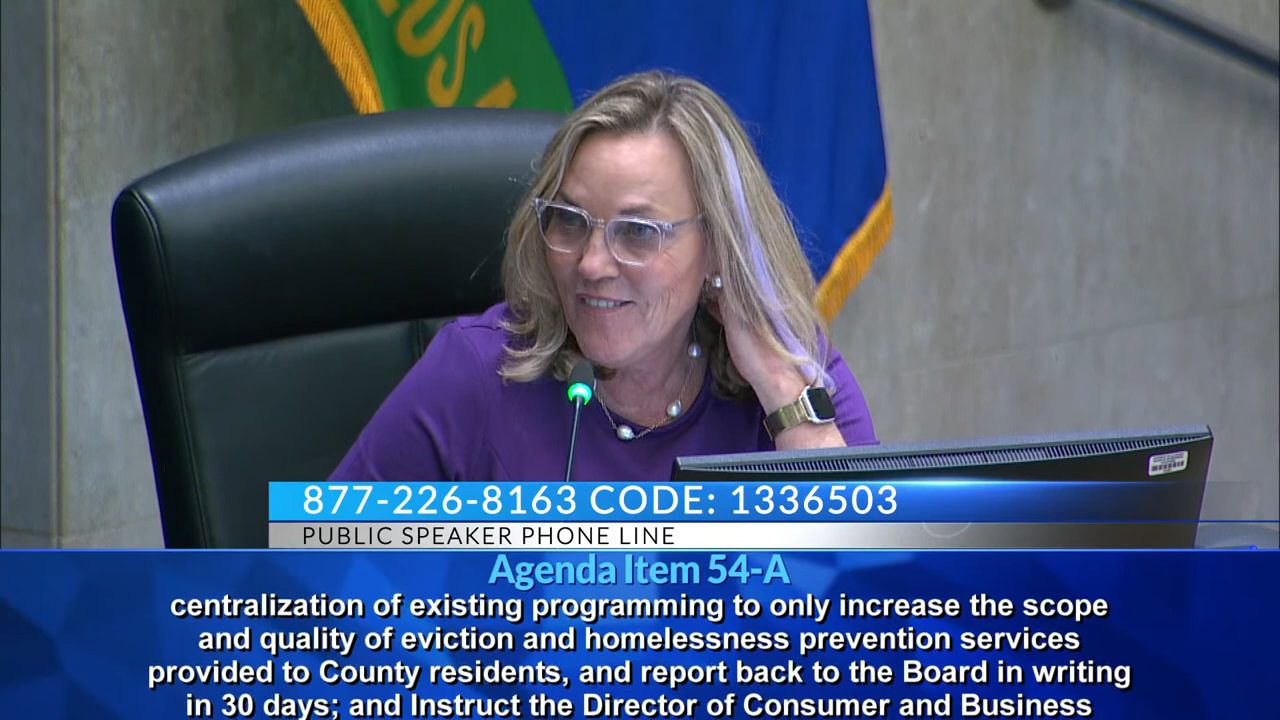 877-226-8163 CODE: 1336503
PUBLIC SPEAKER PHONE LINE
Agenda Item 54-A
centralization of existing programming to only increase the scope
and quality of eviction and homelessness prevention services
provided to County residents, and report back to the Board in writing
in 30 days; and Instruct the Director of Consumer and Business